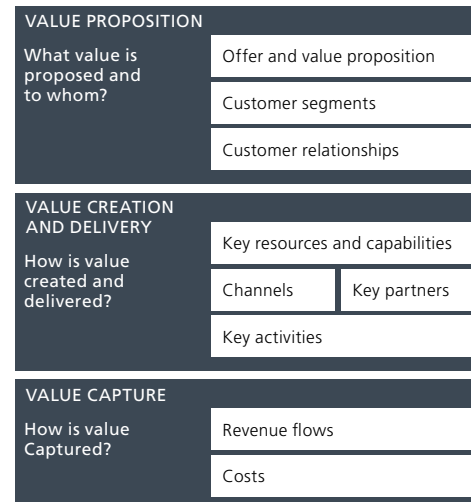 VALUE PROPOSITION
What value is
proposed and
to whom?
Offer and value proposition
Customer segments
Customer relationships
VALUE CREATION
AND DELIVERY
How is value
created and
delivered?
Key resources and capabilities
Channels
Key partners
Key activities
VALUE CAPTURE
How is value
Captured?
Revenue flows
Costs